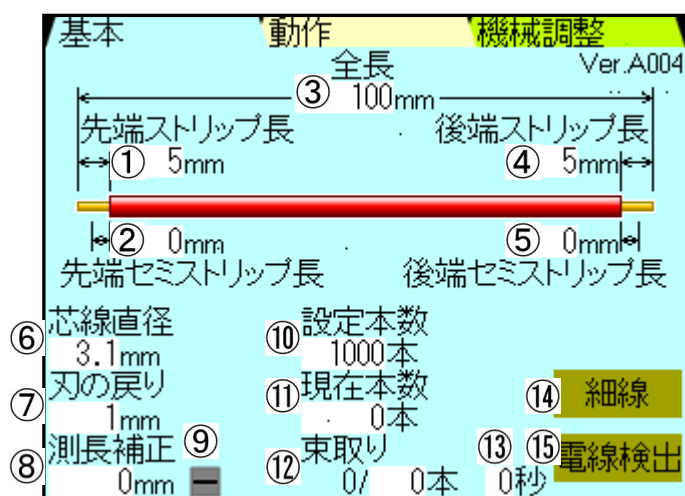 基本 動作 機械調整
全長 Ver.A004
③ 100mm
先端ストリップ長 後端ストリップ長
① 5mm ④ 5mm
② 0mm ⑤ 0mm
先端セミストリップ長 後端セミストリップ長
芯線直径 設定本数
⑥ 3.1mm ⑩ 1000本
刃の戻り 現在本数 細線
⑦ 1mm ⑪ 0本 ⑭
測長補正 ⑨ 束取り ⑬ ⑮ 電線検出
⑧ 0mm ー ⑫ 0/ 0本 0秒